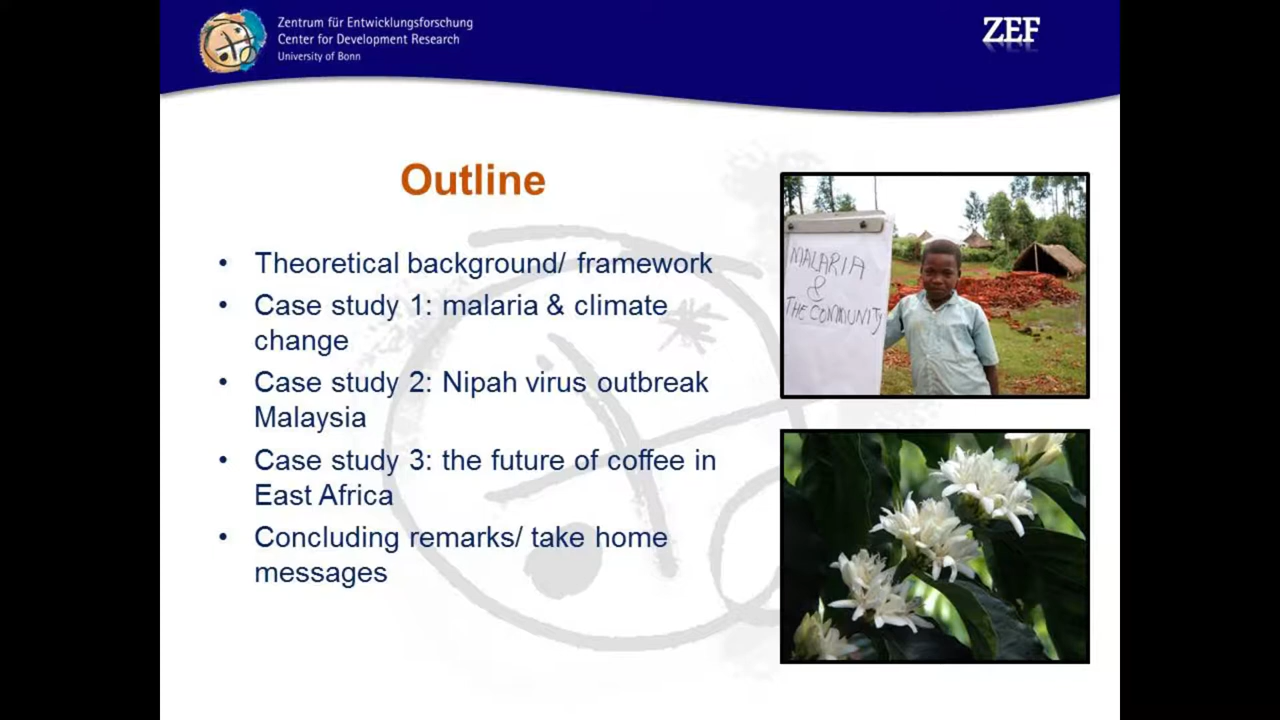 Zentrum für Entwicklungsforschung
Center for Development Research
University of Bonn
ZEF
Outline
• Theoretical background/ framework
• Case study 1: malaria & climate
change
• Case study 2: Nipah virus outbreak
Malaysia
• Case study 3: the future of coffee in
East Africa
• Concluding remarks/ take home
messages
MALARIA
&
THE COMMUNITY